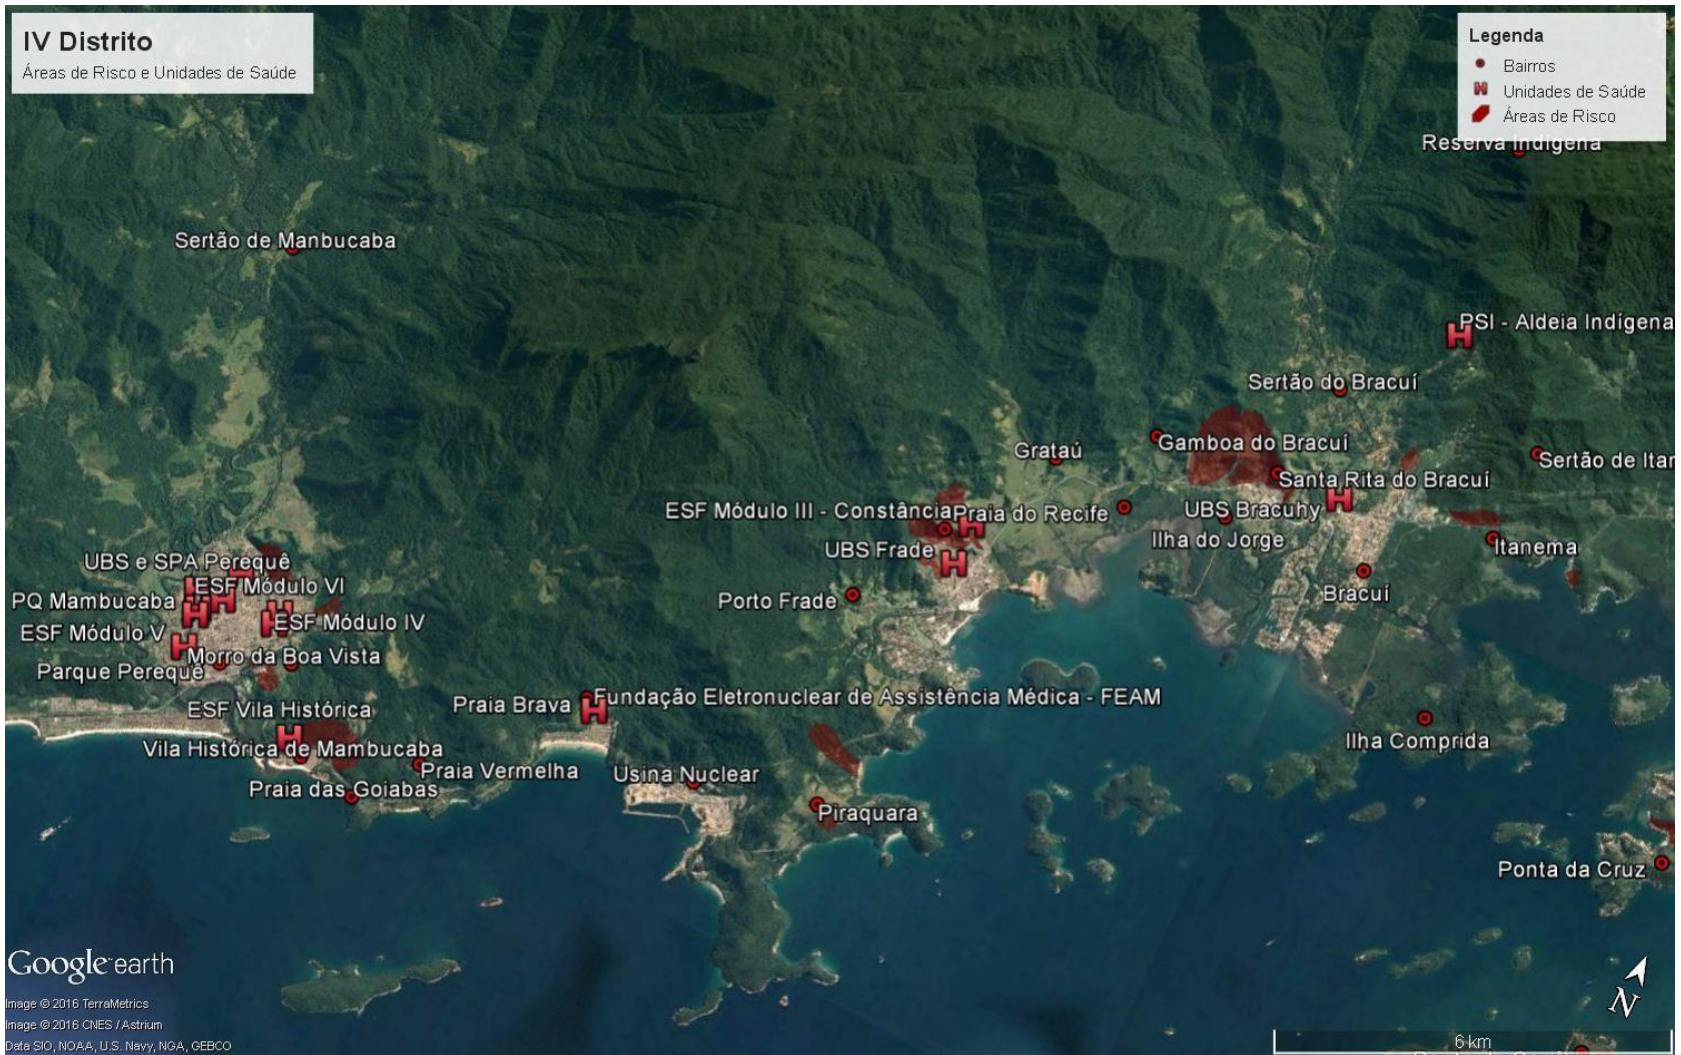 IV Distrito
Áreas de Risco e Unidades de Saúde
Legenda
Bairros
Unidades de Saúde
Áreas de Risco
Reserva Indígena
Sertão de Manbucaba
PSI - Aldeia Indígena
Sertão do Bracuí
Gamboa do Bracuí
Grataú
Sertão de Itar
Santa Rita do Bracuí
ESF Módulo III - Constância
Praia do Recife
UBS Bracuhy
UBS Frade
Ilha do Jorge
Itanema
UBS e SPA Perequê
ESF Módulo VI
PQ Mambucaba
Porto Frade
Bracuí
ESF Módulo V
ESF Módulo IV
Morro da Boa Vista
Parque Perequê
Praia Brava
Fundação Eletronuclear de Assistência Médica - FEAM
ESF Vila Histórica
Vila Histórica de Mambucaba
Ilha Comprida
Praia Vermelha
Usina Nuclear
Praia das Goiabas
Piraquara
Ponta da Cruz
Google earth
N
Image © 2016 TerraMetrics
Image © 2016 CNES / Astrium
Data SIO, NOAA, U.S. Navy, NGA, GEBCO
6 km